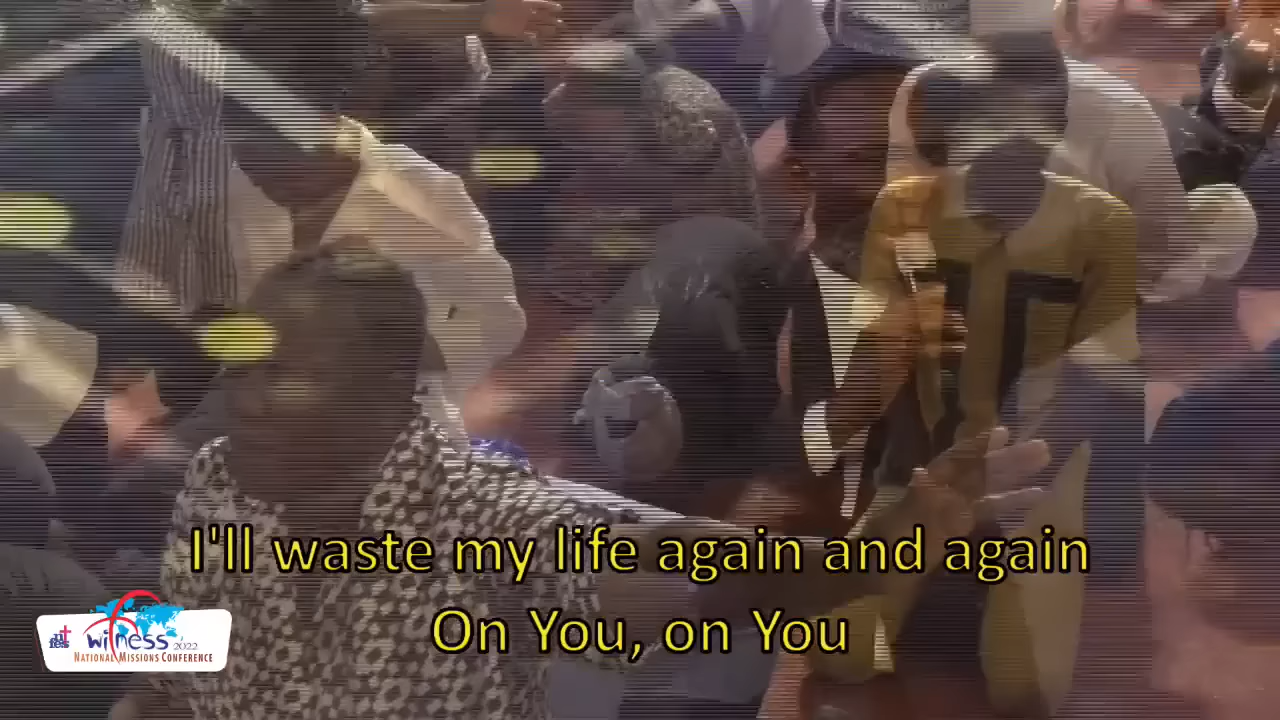 I'll waste my life again and again
On You, on You
witness 2022
NATIONAL MISSIONS CONFERENCE